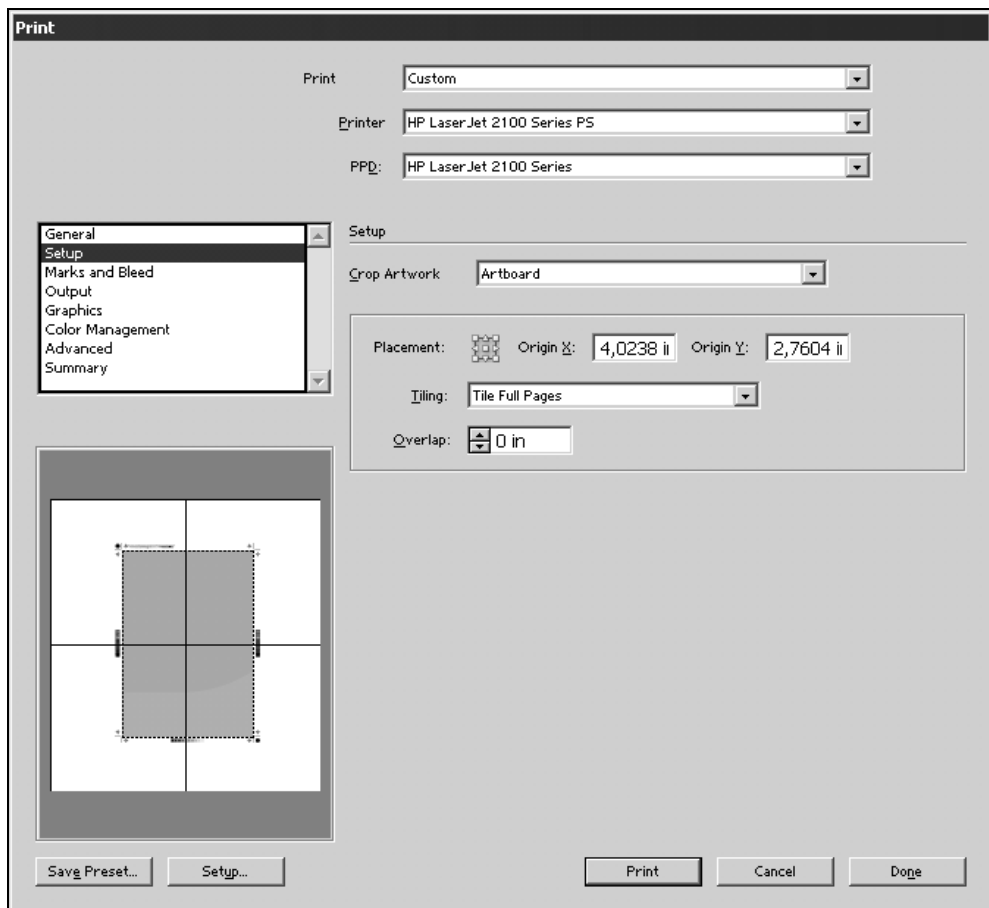 Print
Print Custom
Printer HP LaserJet 2100 Series PS
PPD: HP LaserJet 2100 Series
General
Setup
Marks and Bleed
Output
Graphics
Color Management
Advanced
Summary
Setup
Crop Artwork Artboard
Placement: Origin X: 4,0238 Origin Y: 2,7604
Tiling: Tile Full Pages
Overlap: 0 in
Save Preset... Setup... Print Cancel Done